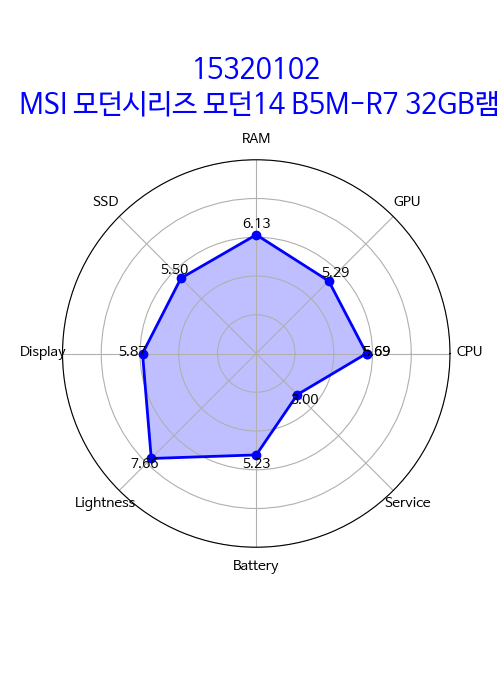 15320102
MSI 모던시리즈 모던14 B5M-R7 32GB램
RAM
SSD
GPU
6.13
5.50
5.29
Display
5.87
5.69
CPU
3.00
7.66
5.23
Lightness
Service
Battery